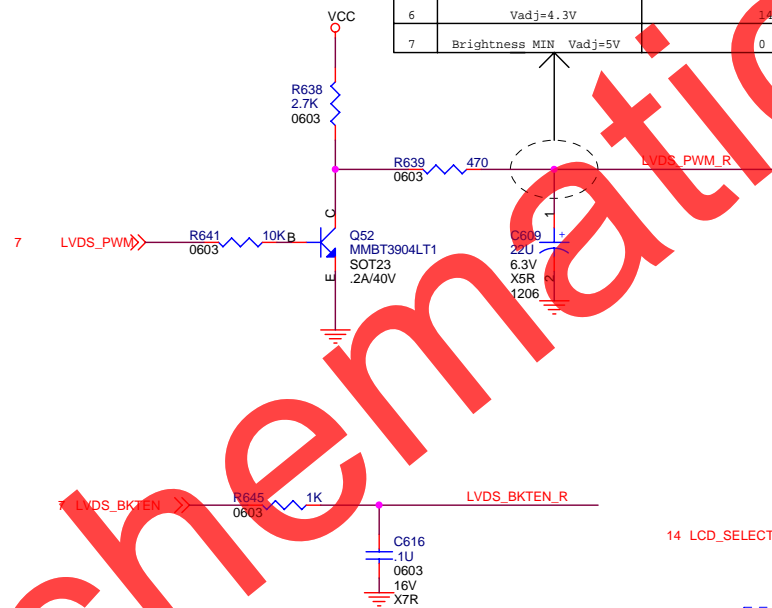 6 Vadj=4.3V 14
7 Brightness MIN Vadj=5V 0
VCC
R638
2.7K
0603
R639 470
0603
LVDS_PWM_R
7 LVDS_PWM
R641 10K B
0603
C
E
Q52
MMBT3904LT1
SOT23
.2A/40V
1
+
C609
22U
6.3V
X5R
1206
2
7 LVDS_BKTEN
R645 1K
0603
LVDS_BKTEN_R
C616
.1U
0603
16V
X7R
14 LCD_SELECT
chematic